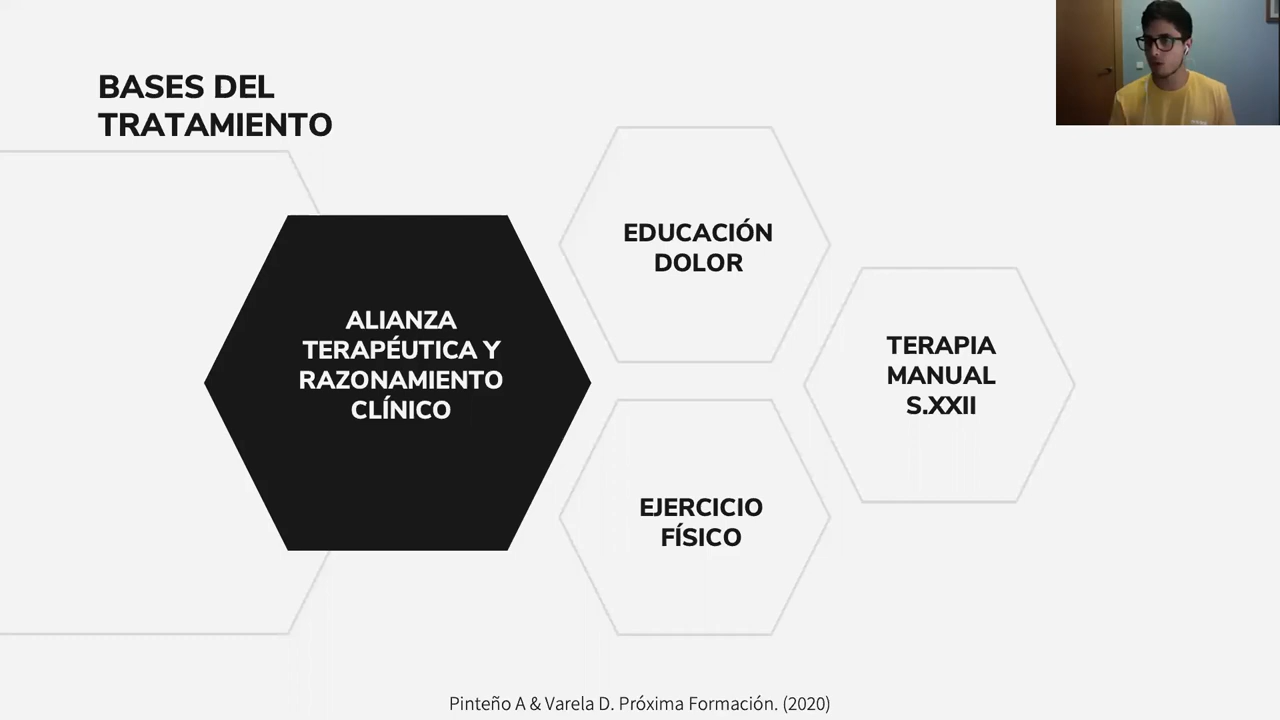 BASES DEL
TRATAMIENTO
ALIANZA
TERAPÉUTICA Y
RAZONAMIENTO
CLÍNICO
EDUCACIÓN
DOLOR
EJERCICIO
FÍSICO
TERAPIA
MANUAL
S.XXII
Pinteño A & Varela D. Próxima Formación. (2020)